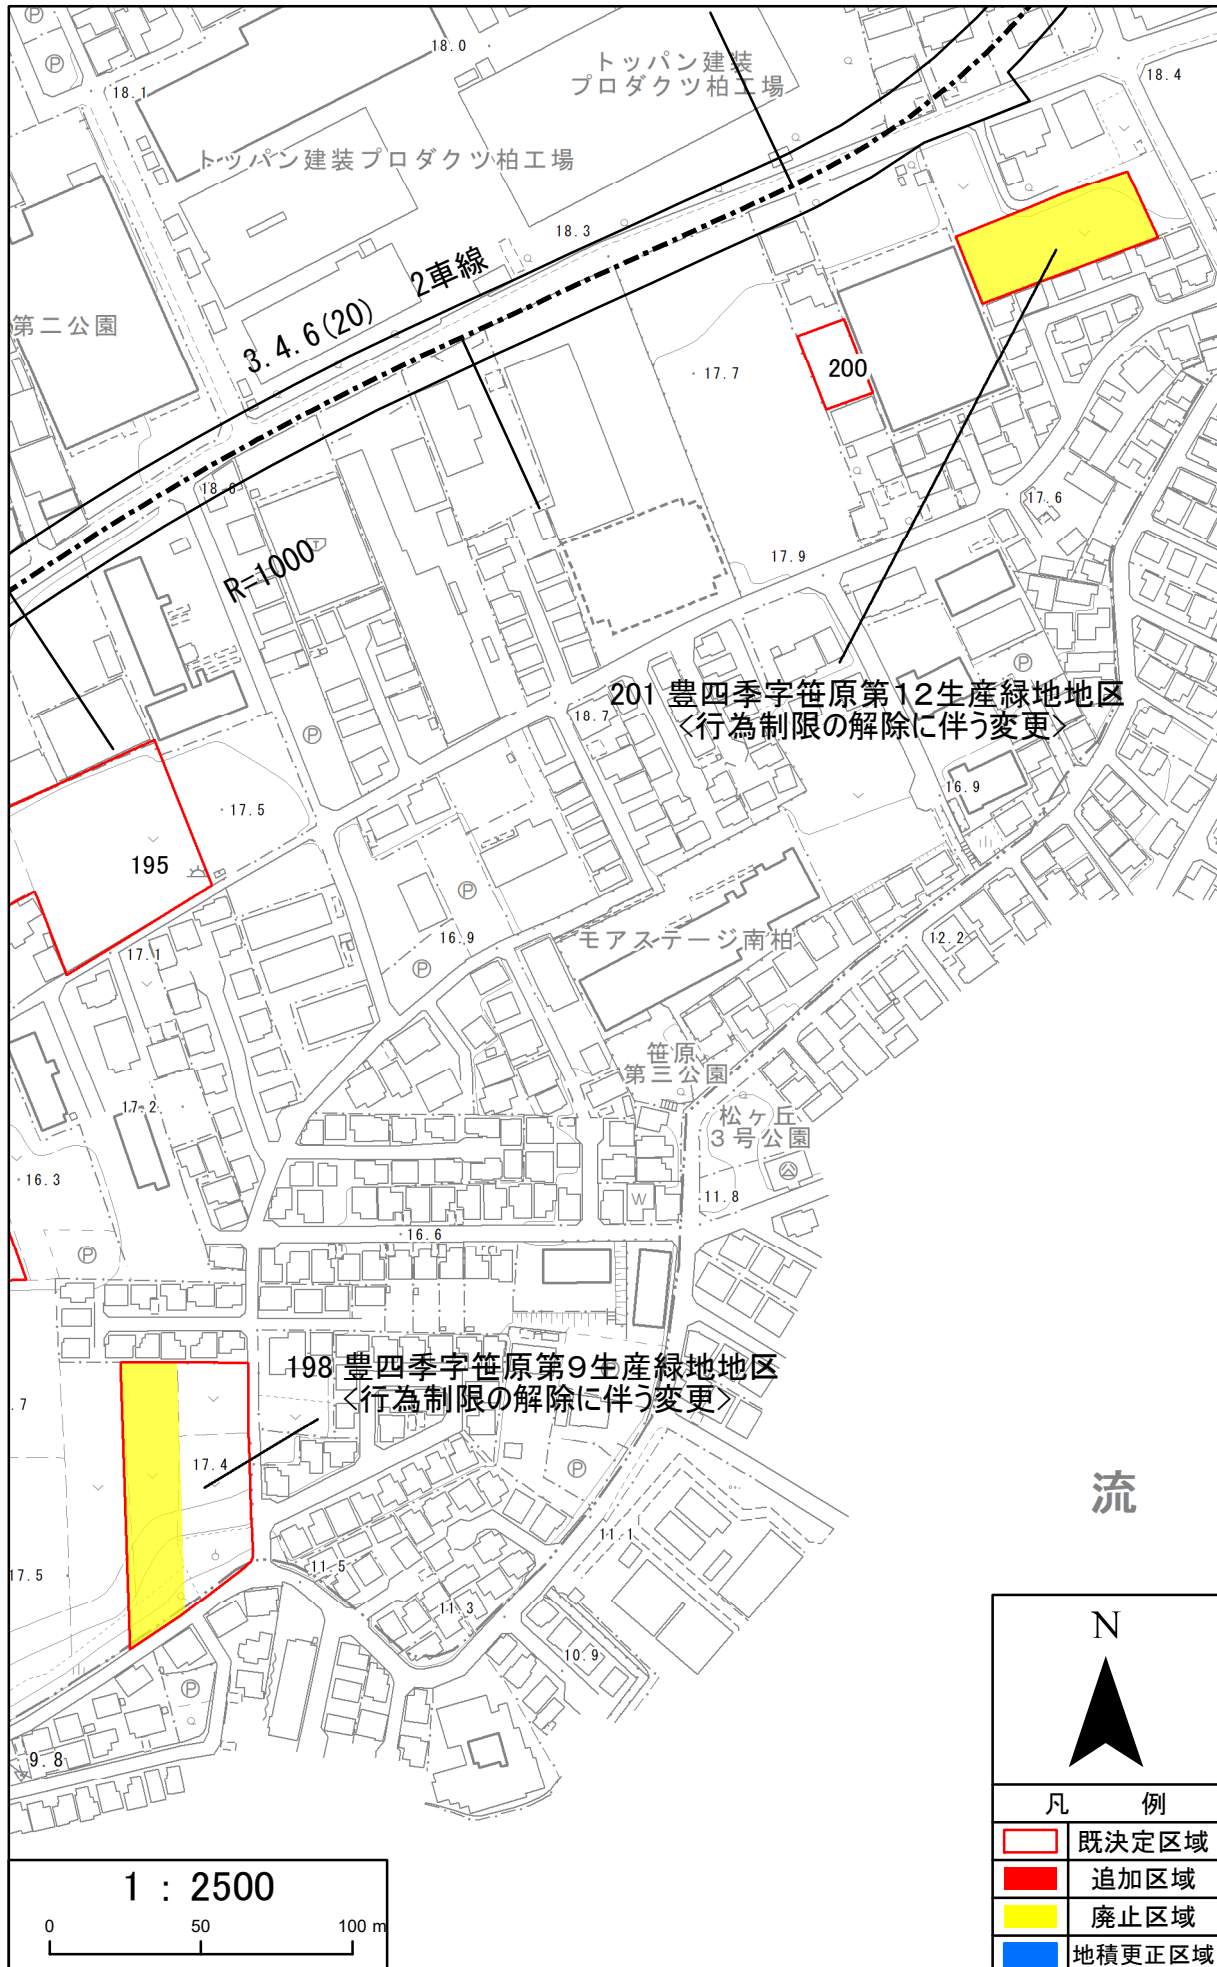 18.0
トッパン建装
プロダクツ柏工場
18.4
18.1
トッパン建装プロダクツ柏工場
18.3
2車線
3.4.6(20)
第二公園
17.7
200
18.6
17.6
R=1000
17.9
201 豊四季字笹原第12生産緑地地区
<行為制限の解除に伴う変更>
18.7
16.9
17.5
195
16.9
モアステージ南柏
12.2
17.1
笹原
第三公園
17.2
松ヶ丘
3号公園
16.3
W
11.8
16.6
198 豊四季字笹原第9生産緑地地区
<行為制限の解除に伴う変更>
.7
17.4
流
11.1
17.5
11.5
11.3
10.9
9.8
N
凡 例
既決定区域
追加区域
廃止区域
地積更正区域
1 : 2500
0 50 100 m
P
P
P
P
P
P
P
P
P
P